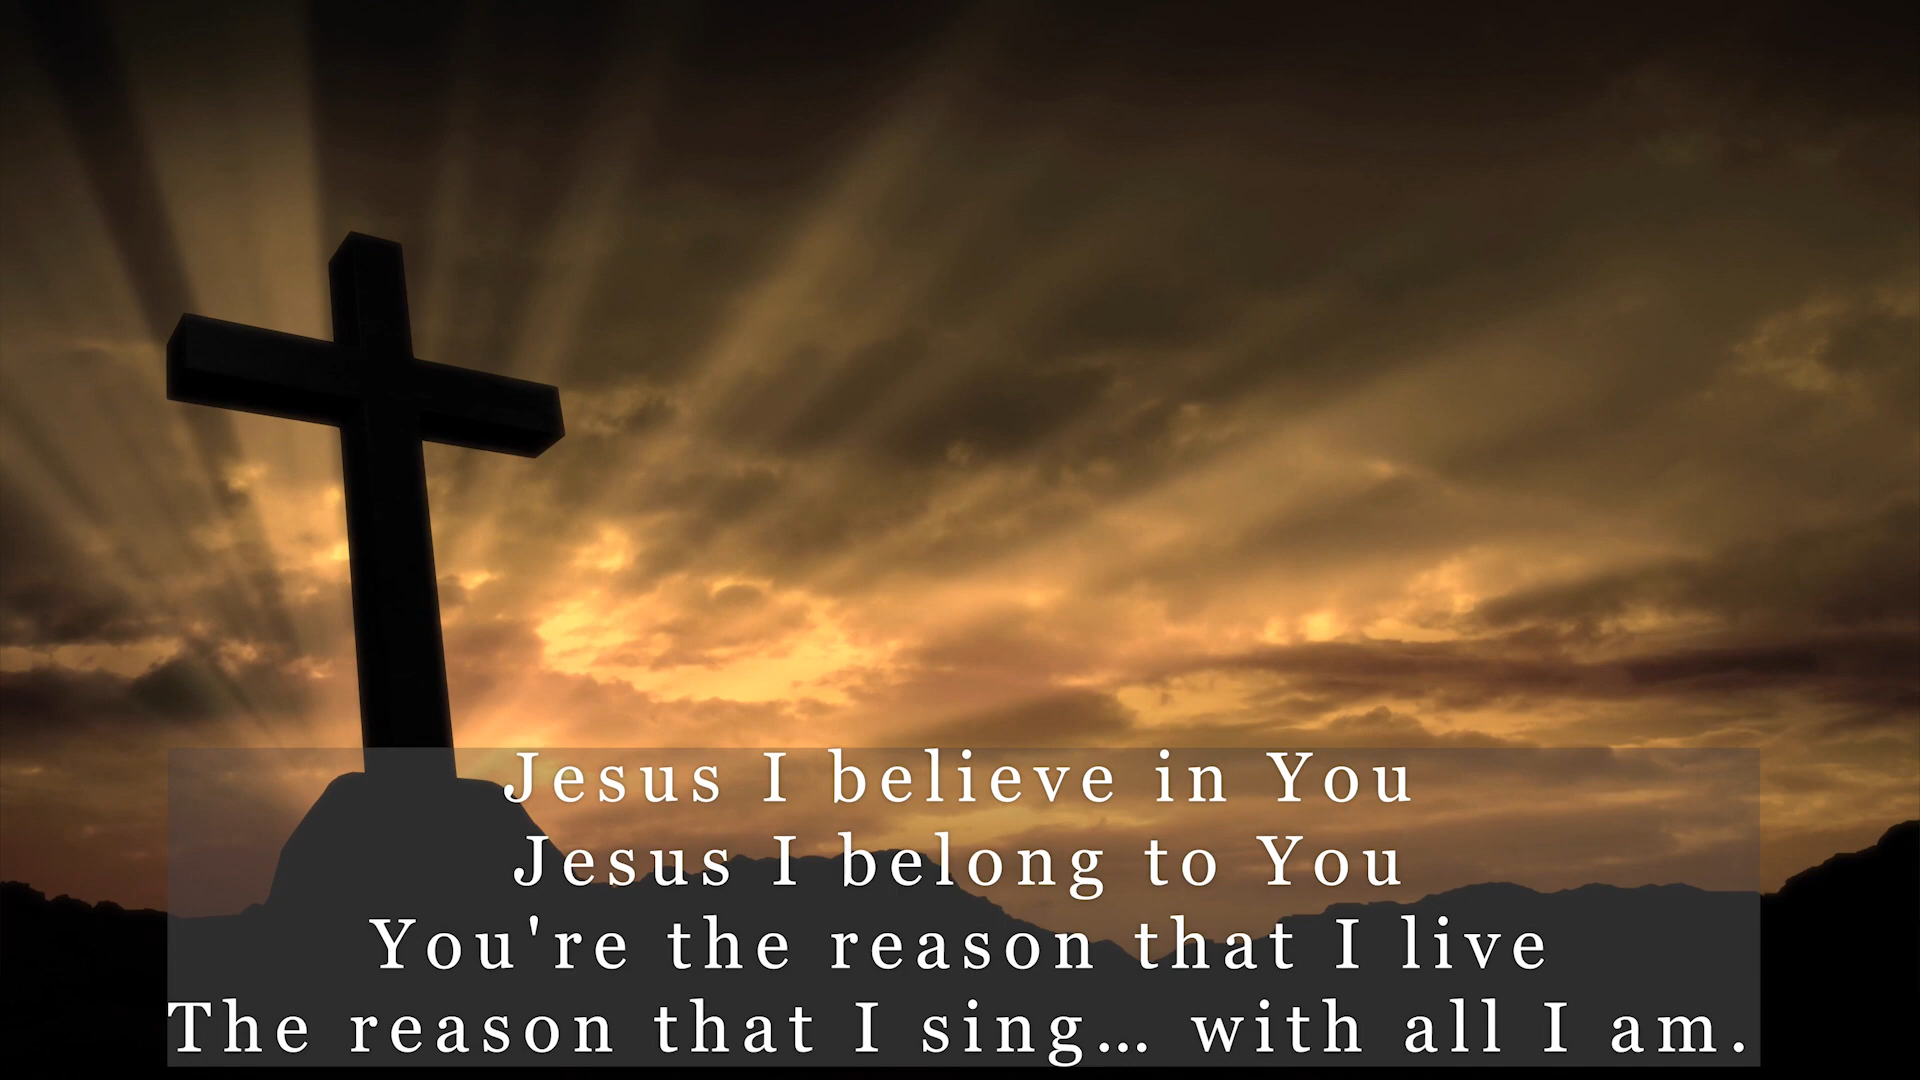 Jesus I believe in You
Jesus I belong to You
You're the reason that I live
The reason that I sing... with all I am.